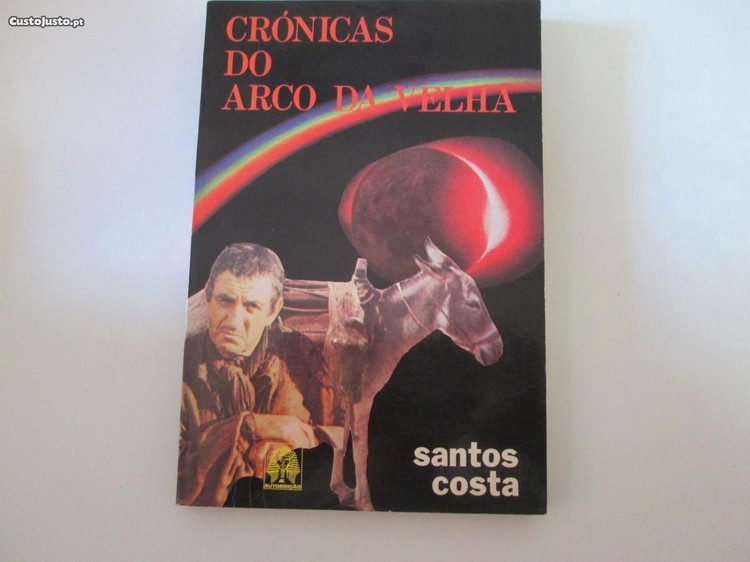 CustoJusto.pt
CRÓNICAS
DO
ARCO DA VELHA
santos
costa
AUTOEDIÇÃO